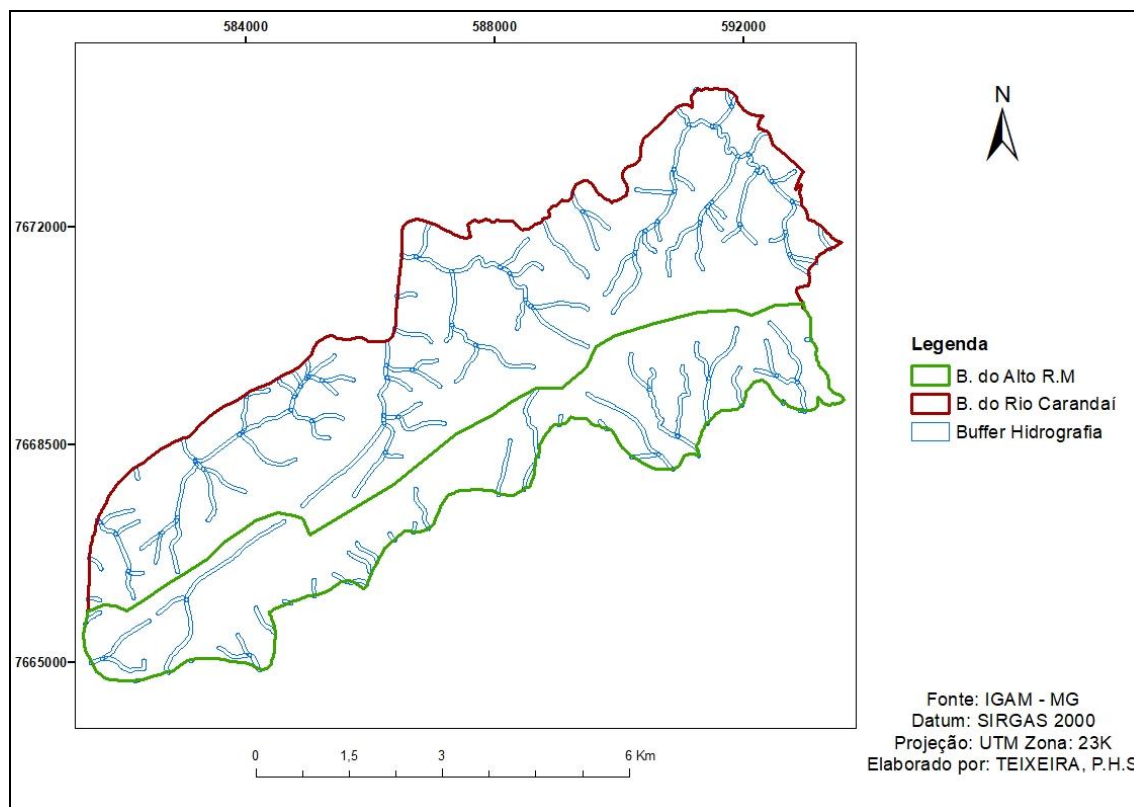 584000 588000 592000
N
7672000
7668500
7665000
Legenda
B. do Alto R.M
B. do Rio Carandaí
Buffer Hidrografia
0 1,5 3 6 Km
Fonte: IGAM - MG
Datum: SIRGAS 2000
Projeção: UTM Zona: 23K
Elaborado por: TEIXEIRA, P.H.S